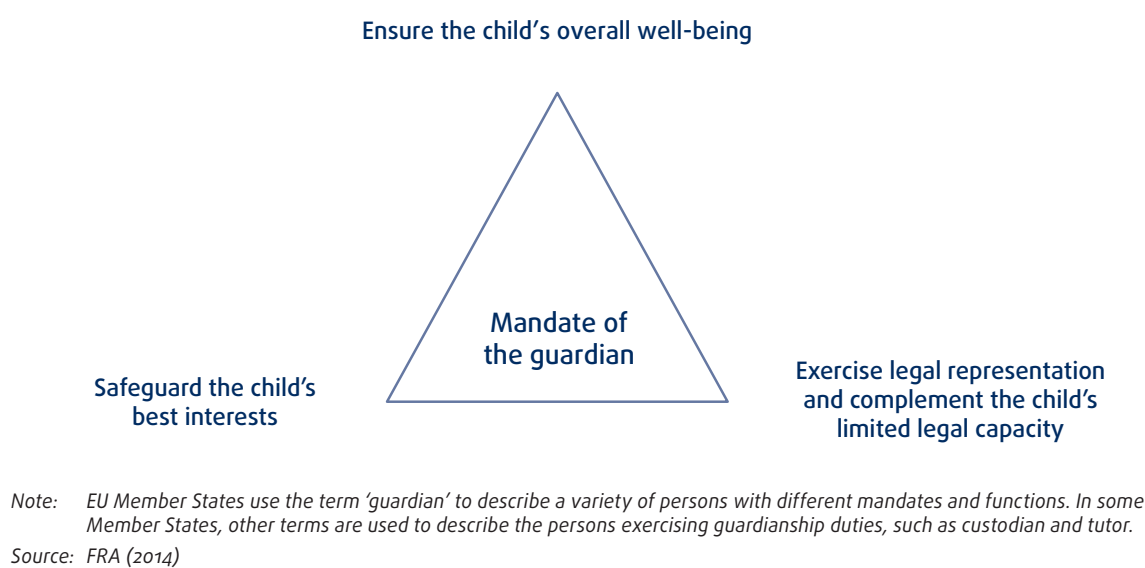 Ensure the child’s overall well-being
Mandate of
the guardian
Safeguard the child’s
best interests
Exercise legal representation
and complement the child’s
limited legal capacity
Note: EU Member States use the term ‘guardian’ to describe a variety of persons with different mandates and functions. In some
Member States, other terms are used to describe the persons exercising guardianship duties, such as custodian and tutor.
Source: FRA (2014)